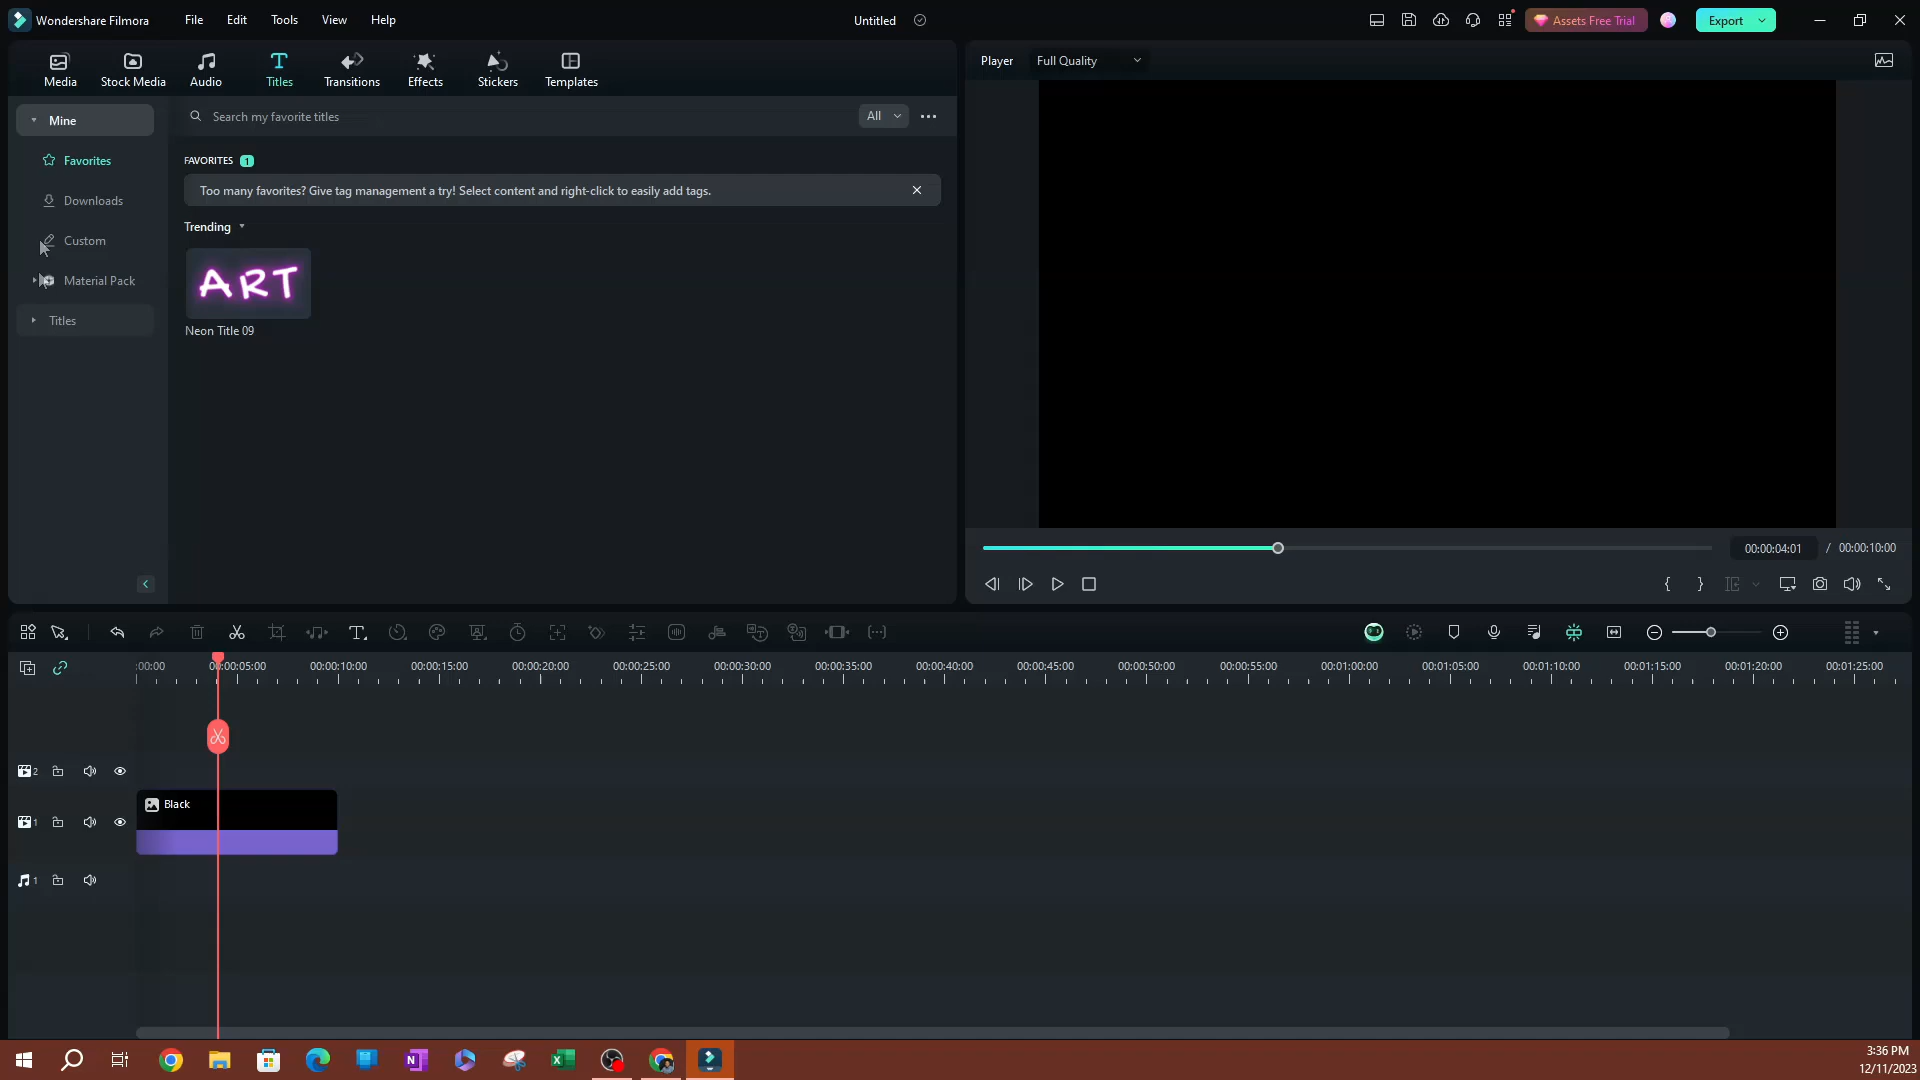 Wondershare Filmora
File
Edit
Tools
View
Help
Untitled
Assets Free Trial
Export
Media
Stock Media
Audio
Titles
Transitions
Effects
Stickers
Templates
Player
Full Quality
Mine
Search my favorite titles
All
Favorites
FAVORITES 1
Too many favorites? Give tag management a try! Select content and right-click to easily add tags.
Downloads
Trending
Custom
ART
Material Pack
Titles
Neon Title 09
00:00:04:01 / 00:00:10:00
:00:00
00:00:05:00
00:00:10:00
00:00:15:00
00:00:20:00
00:00:25:00
00:00:30:00
00:00:35:00
00:00:40:00
00:00:45:00
00:00:50:00
00:00:55:00
00:01:00:00
00:01:05:00
00:01:10:00
00:01:15:00
00:01:20:00
00:01:25:00
2
Black
1
1
3:36 PM
12/11/2023